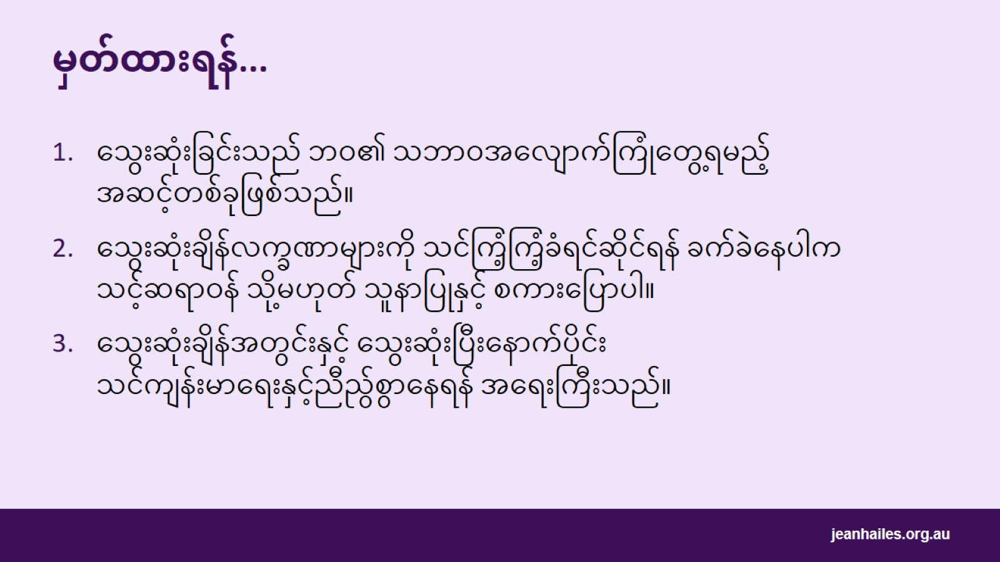 မှတ်ထားရန်...
1. သွေးဆုံးခြင်းသည် ဘဝ၏ သဘာဝအလျောက်ကြုံတွေ့ရမည့်
အဆင့်တစ်ခုဖြစ်သည်။
2. သွေးဆုံးချိန်လက္ခဏာများကို သင်ကြံ့ကြံ့ခံရင်ဆိုင်ရန် ခက်ခဲနေပါက
သင့်ဆရာဝန် သို့မဟုတ် သူနာပြုနှင့် စကားပြောပါ။
3. သွေးဆုံးချိန်အတွင်းနှင့် သွေးဆုံးပြီးနောက်ပိုင်း
သင်ကျန်းမာရေးနှင့်ညီညွတ်စွာနေရန် အရေးကြီးသည်။
jeanhailes.org.au